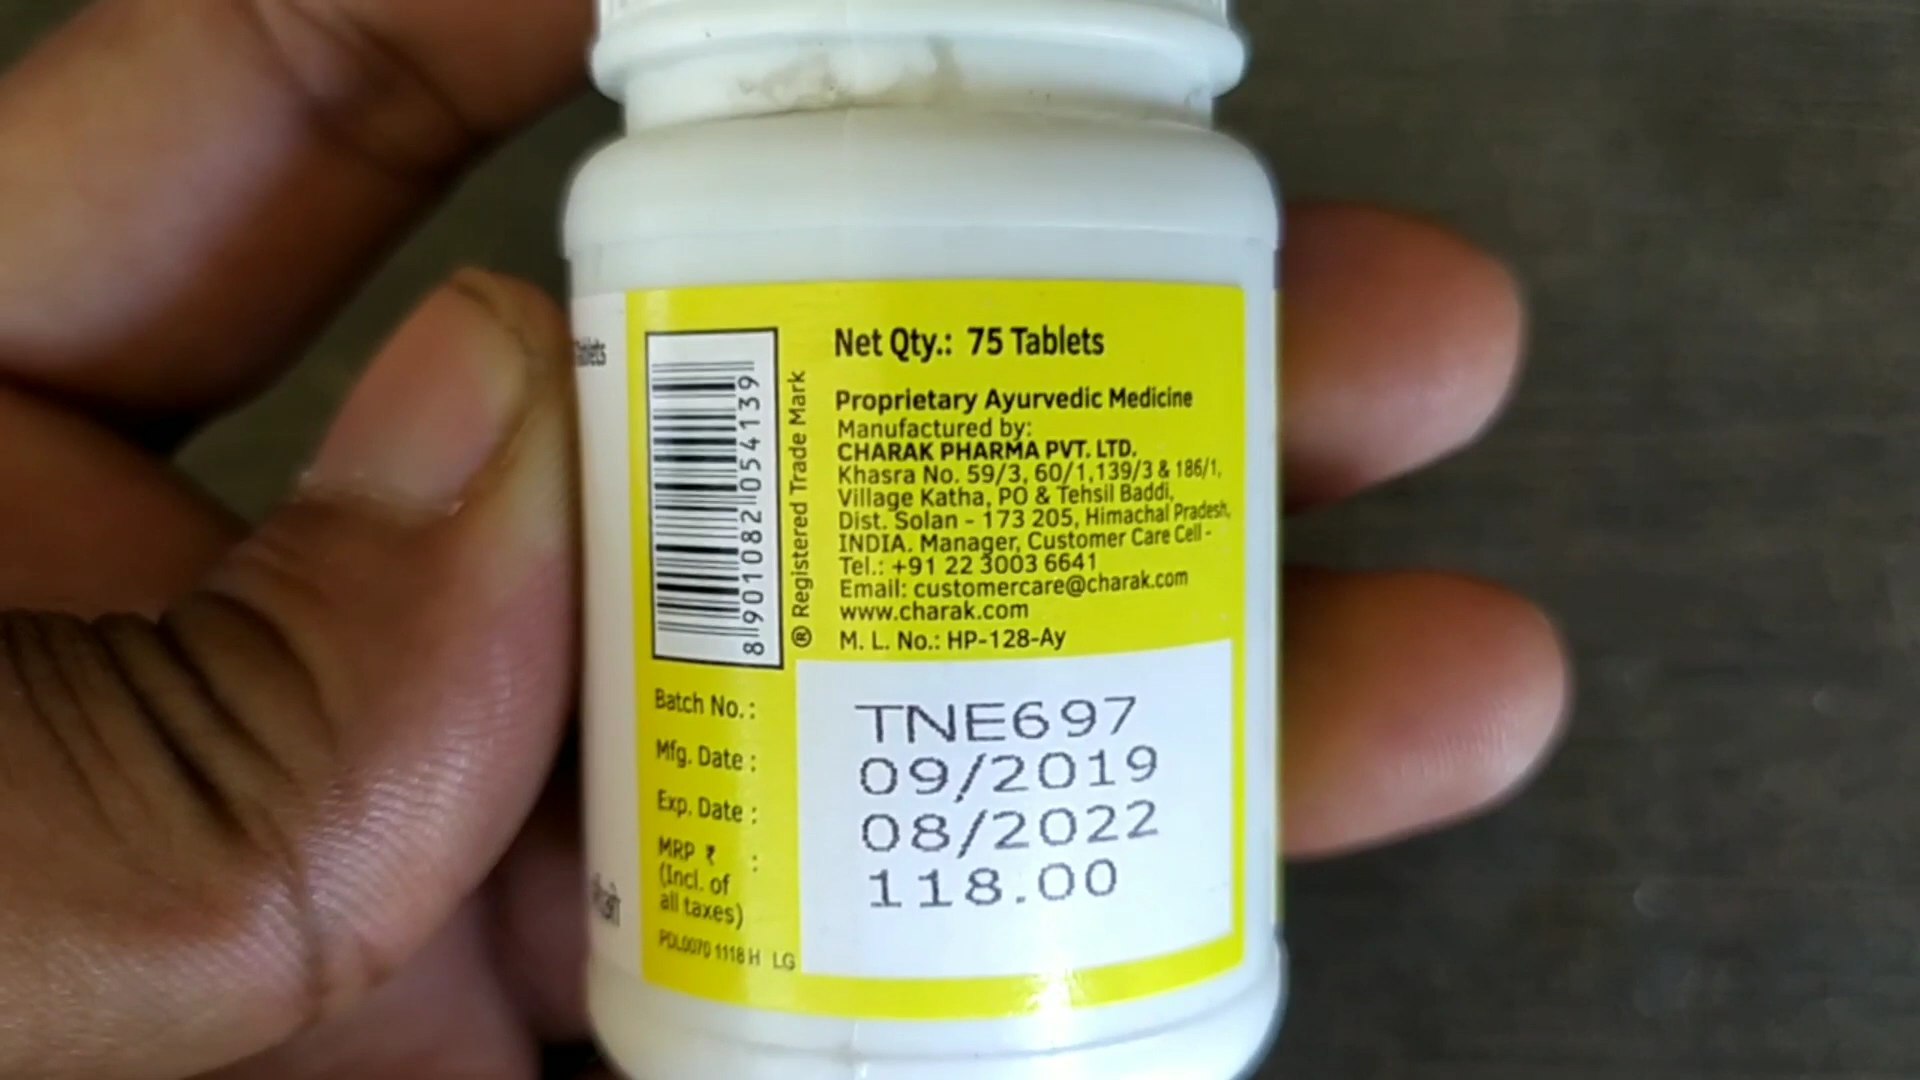 Tablets
Net Qty.: 75 Tablets
Proprietary Ayurvedic Medicine
Manufactured by:
CHARAK PHARMA PVT. LTD.
Khasra No. 59/3, 60/1,139/3 & 186/1,
Village Katha, PO & Tehsil Baddi,
Dist. Solan - 173 205, Himachal Pradesh,
INDIA. Manager, Customer Care Cell -
Tel.: +91 22 3003 6641
Email: customercare@charak.com
www.charak.com
M. L. No.: HP-128-Ay
8 901082 054139
® Registered Trade Mark
Batch No. : TNE697
Mfg. Date : 09/2019
Exp. Date : 08/2022
MRP ₹ : 118.00
(Incl. of
all taxes)
PDL0070 1118 H LG